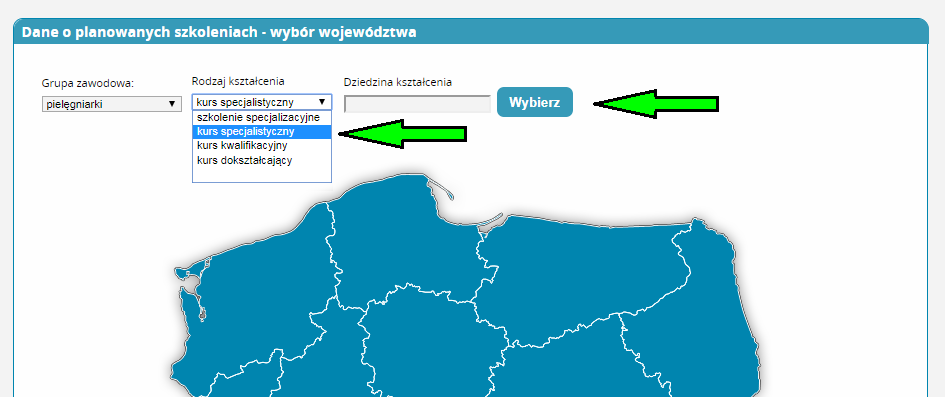 Dane o planowanych szkoleniach - wybór województwa
Grupa zawodowa:
pielęgniarki
Rodzaj kształcenia
kurs specjalistyczny
szkolenie specjalizacyjne
kurs specjalistyczny
kurs kwalifikacyjny
kurs dokształcający
Dziedzina kształcenia
Wybierz